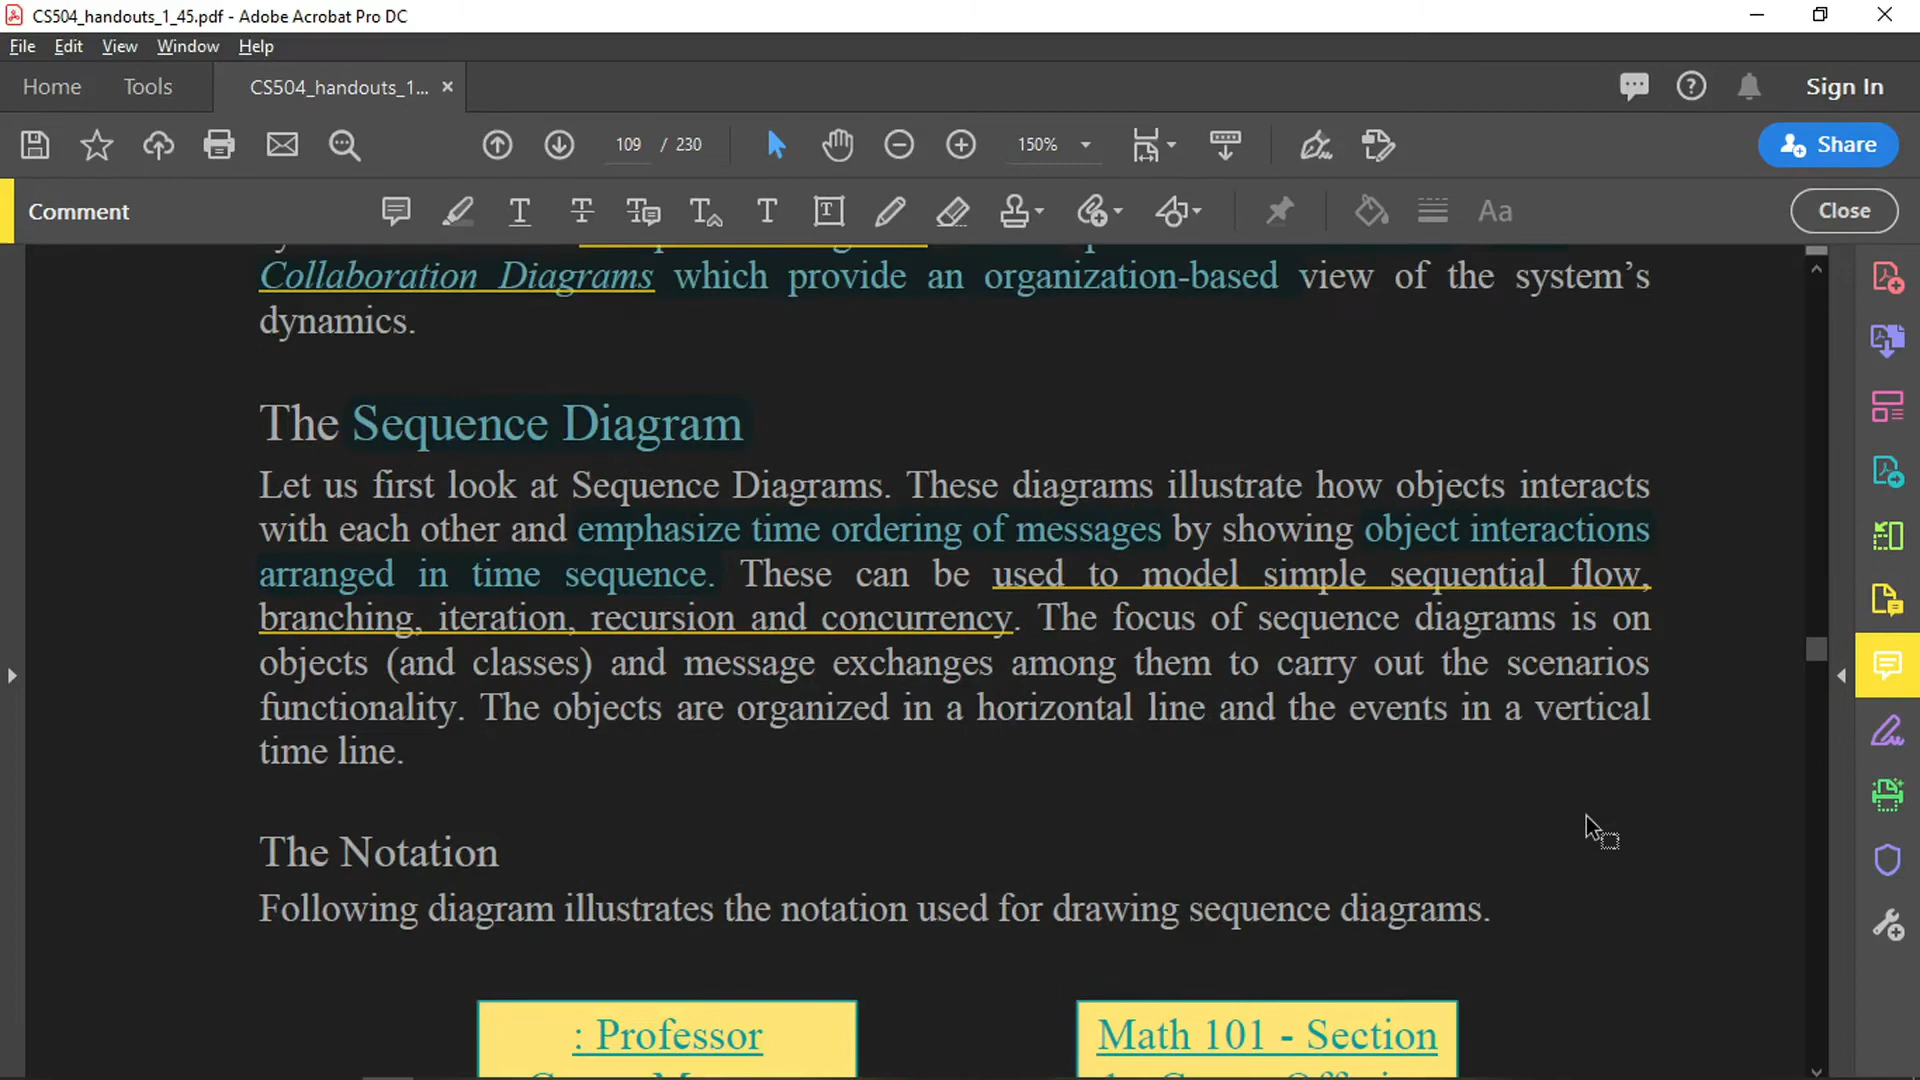 CS504_handouts_1_45.pdf - Adobe Acrobat Pro DC
File Edit View Window Help
Home Tools CS504_handouts_1... × Sign In
109 / 230 150% Share
Comment Aa Close
Collaboration Diagrams which provide an organization-based view of the system’s
dynamics.
The Sequence Diagram
Let us first look at Sequence Diagrams. These diagrams illustrate how objects interacts
with each other and emphasize time ordering of messages by showing object interactions
arranged in time sequence. These can be used to model simple sequential flow,
branching, iteration, recursion and concurrency. The focus of sequence diagrams is on
objects (and classes) and message exchanges among them to carry out the scenarios
functionality. The objects are organized in a horizontal line and the events in a vertical
time line.
The Notation
Following diagram illustrates the notation used for drawing sequence diagrams.
: Professor
Math 101 - Section